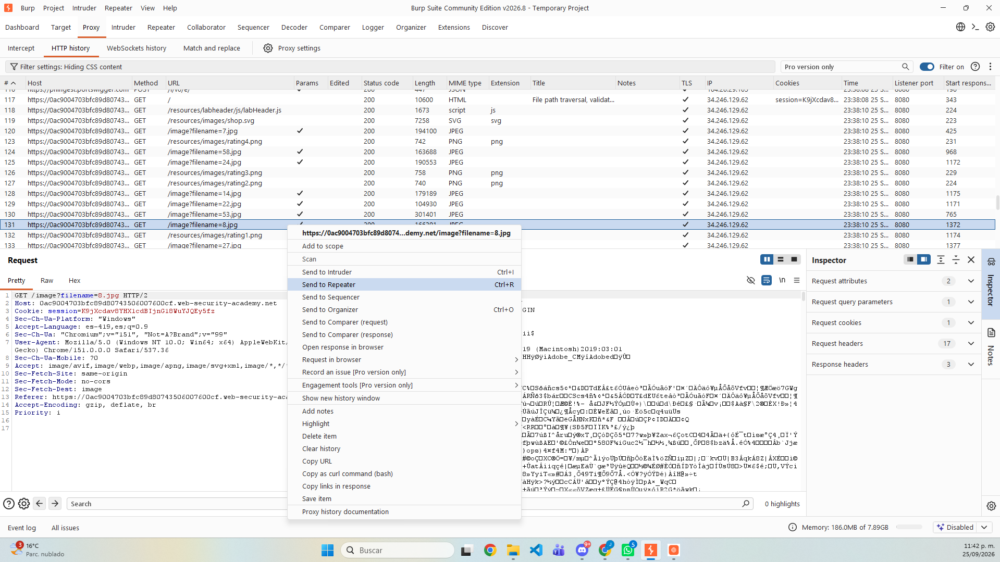 Burp Project Intruder Repeater View Help
Burp Suite Community Edition v2026.8 - Temporary Project
Dashboard Target Proxy Intruder Repeater Collaborator Sequencer Decoder Comparer Logger Organizer Extensions Discover
Intercept HTTP history WebSockets history Match and replace Proxy settings
Filter settings: Hiding CSS content
Pro version only
Filter on
# Host Method URL Params Edited Status code Length MIME type Extension Title Notes TLS IP Cookies Time Listener port Start respons...
117 https://0ac9004703bfc89d80743... GET / 200 10600 HTML File path traversal, validat... 34.246.129.62 session=K9jXcdav8... 23:38:08 25 S... 8080 343
118 https://0ac9004703bfc89d80743... GET /resources/labheader/js/labHeader.js 200 1673 script js 34.246.129.62 23:38:10 25 S... 8080 224
119 https://0ac9004703bfc89d80743... GET /resources/images/shop.svg 200 7258 SVG svg 34.246.129.62 23:38:10 25 S... 8080 223
120 https://0ac9004703bfc89d80743... GET /image?filename=7.jpg 200 194100 JPEG 34.246.129.62 23:38:10 25 S... 8080 425
123 https://0ac9004703bfc89d80743... GET /resources/images/rating4.png 200 742 PNG png 34.246.129.62 23:38:10 25 S... 8080 231
124 https://0ac9004703bfc89d80743... GET /image?filename=58.jpg 200 163688 JPEG 34.246.129.62 23:38:10 25 S... 8080 968
125 https://0ac9004703bfc89d80743... GET /image?filename=24.jpg 200 190553 JPEG 34.246.129.62 23:38:10 25 S... 8080 1172
126 https://0ac9004703bfc89d80743... GET /resources/images/rating3.png 200 758 PNG png 34.246.129.62 23:38:10 25 S... 8080 229
127 https://0ac9004703bfc89d80743... GET /resources/images/rating2.png 200 740 PNG png 34.246.129.62 23:38:10 25 S... 8080 224
128 https://0ac9004703bfc89d80743... GET /image?filename=14.jpg 200 179189 JPEG 34.246.129.62 23:38:10 25 S... 8080 1175
129 https://0ac9004703bfc89d80743... GET /image?filename=22.jpg 200 104930 JPEG 34.246.129.62 23:38:10 25 S... 8080 1171
130 https://0ac9004703bfc89d80743... GET /image?filename=53.jpg 200 301401 JPEG 34.246.129.62 23:38:10 25 S... 8080 765
131 https://0ac9004703bfc89d80743... GET /image?filename=8.jpg 34.246.129.62 23:38:10 25 S... 8080 1372
132 https://0ac9004703bfc89d80743... GET /resources/images/rating1.png 34.246.129.62 23:38:10 25 S... 8080 1174
133 https://0ac9004703bfc89d80743... GET /image?filename=27.jpg 34.246.129.62 23:38:10 25 S... 8080 1377
https://0ac9004703bfc89d8074...demy.net/image?filename=8.jpg
Add to scope
Scan
Send to Intruder Ctrl+I
Send to Repeater Ctrl+R
Send to Sequencer
Send to Organizer Ctrl+O
Send to Comparer (request)
Send to Comparer (response)
Open response in browser
Request in browser
Record an issue [Pro version only]
Engagement tools [Pro version only]
Show new history window
Add notes
Highlight
Delete item
Clear history
Copy URL
Copy as curl command (bash)
Copy links in response
Save item
Proxy history documentation
Request
Pretty Raw Hex
1 GET /image?filename=8.jpg HTTP/2
2 Host: 0ac9004703bfc89d80743506007600cf.web-security-academy.net
3 Cookie: session=K9jXcdav8YHX1cdBIjnG18WuYJQEy5fz
4 Sec-Ch-Ua-Platform: "Windows"
5 Accept-Language: es-419,es;q=0.9
6 Sec-Ch-Ua: "Chromium";v="151", "Not=A?Brand";v="99"
7 User-Agent: Mozilla/5.0 (Windows NT 10.0; Win64; x64) AppleWebKit/
Gecko) Chrome/151.0.0.0 Safari/537.36
8 Sec-Ch-Ua-Mobile: ?0
9 Accept: image/avif,image/webp,image/apng,image/svg+xml,image/*,*/*
10 Sec-Fetch-Site: same-origin
11 Sec-Fetch-Mode: no-cors
12 Sec-Fetch-Dest: image
13 Referer: https://0ac9004703bfc89d80743506007600cf.web-security-aca
14 Accept-Encoding: gzip, deflate, br
15 Priority: i
16
17
\n
GIN
19 (Macintosh)2019:03:01
Inspector
Request attributes 2
Request query parameters 1
Request cookies 1
Request headers 17
Response headers 3
Inspector
Notes
Search
0 highlights
Event log All issues
Memory: 186.0MB of 7.89GB
Disabled
3
16°C
Parc. nublado
Buscar
9+
J
5
11:42 p. m.
25/09/2026